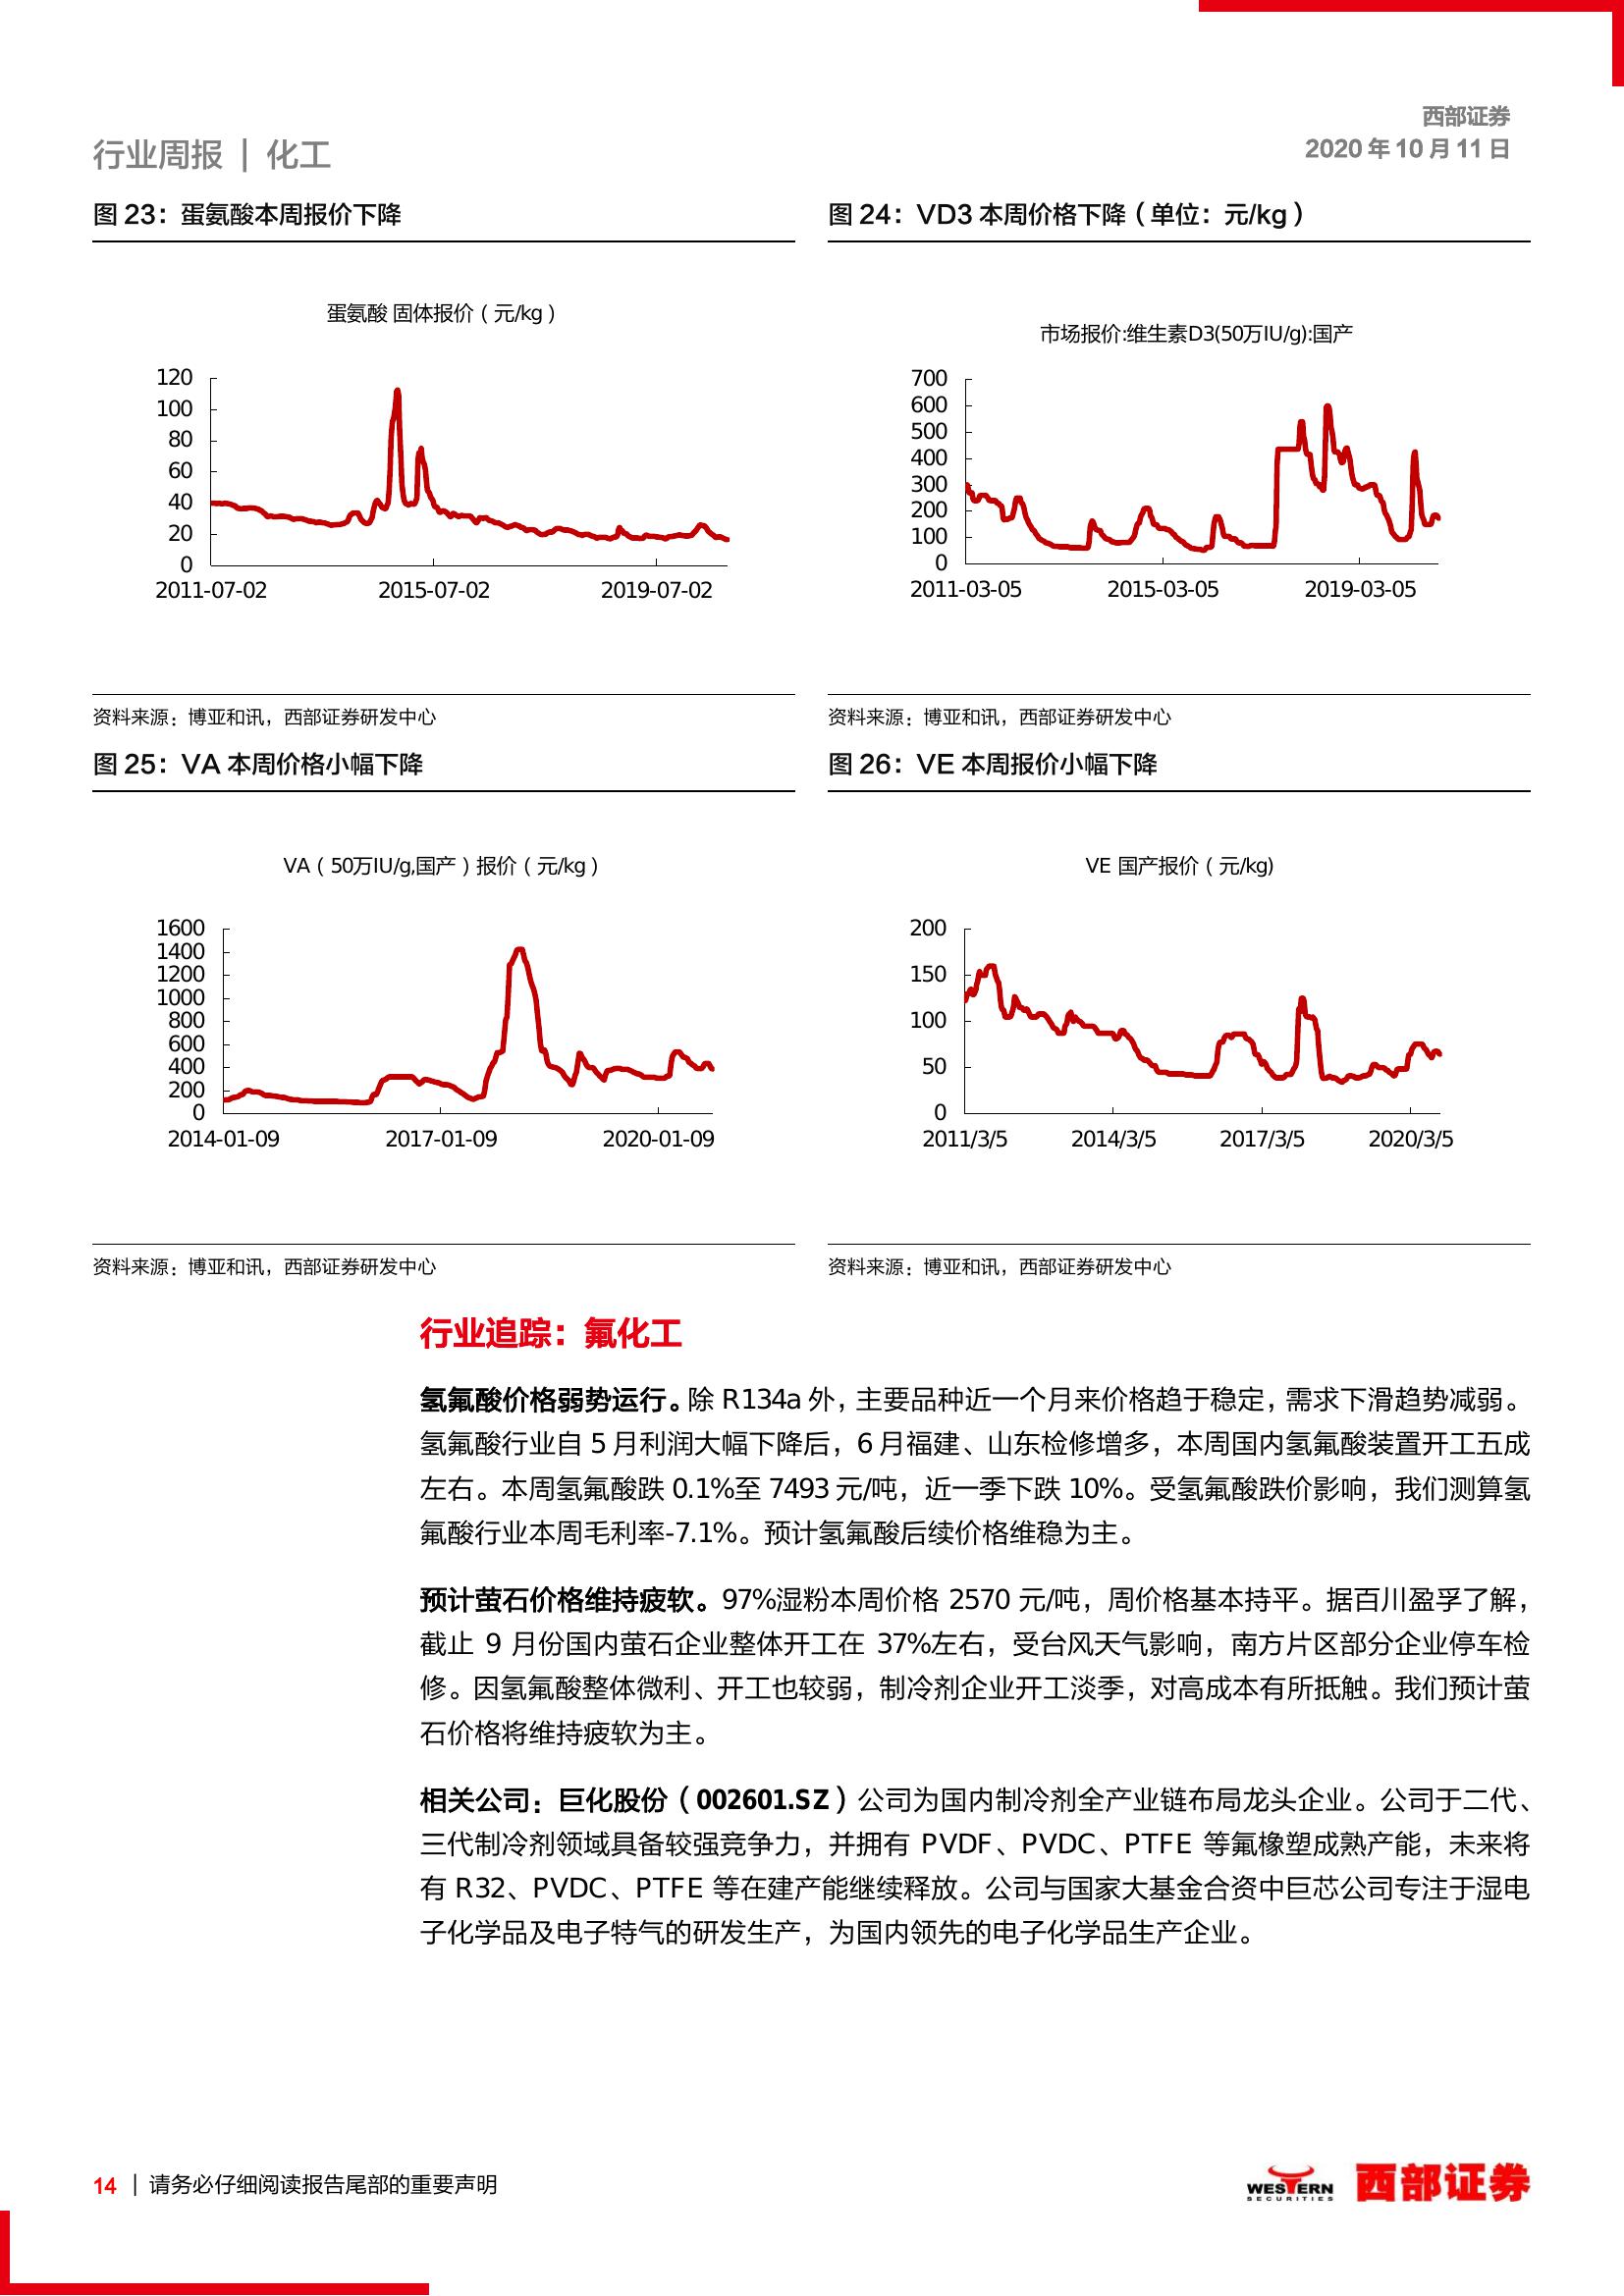 西部证券
2020 年 10 月 11 日
行业周报 | 化工
图 23：蛋氨酸本周报价下降
蛋氨酸 固体报价（元/kg）
120
100
80
60
40
20
0
2011-07-02 2015-07-02 2019-07-02
资料来源：博亚和讯，西部证券研发中心
图 24：VD3 本周价格下降（单位：元/kg）
市场报价:维生素D3(50万IU/g):国产
700
600
500
400
300
200
100
0
2011-03-05 2015-03-05 2019-03-05
资料来源：博亚和讯，西部证券研发中心
图 25：VA 本周价格小幅下降
VA（50万IU/g,国产）报价（元/kg）
1600
1400
1200
1000
800
600
400
200
0
2014-01-09 2017-01-09 2020-01-09
资料来源：博亚和讯，西部证券研发中心
图 26：VE 本周报价小幅下降
VE 国产报价（元/kg)
200
150
100
50
0
2011/3/5 2014/3/5 2017/3/5 2020/3/5
资料来源：博亚和讯，西部证券研发中心
行业追踪：氟化工
氢氟酸价格弱势运行。除 R134a 外，主要品种近一个月来价格趋于稳定，需求下滑趋势减弱。
氢氟酸行业自 5 月利润大幅下降后，6 月福建、山东检修增多，本周国内氢氟酸装置开工五成
左右。本周氢氟酸跌 0.1%至 7493 元/吨，近一季下跌 10%。受氢氟酸跌价影响，我们测算氢
氟酸行业本周毛利率-7.1%。预计氢氟酸后续价格维稳为主。
预计萤石价格维持疲软。97%湿粉本周价格 2570 元/吨，周价格基本持平。据百川盈孚了解，
截止 9 月份国内萤石企业整体开工在 37%左右，受台风天气影响，南方片区部分企业停车检
修。因氢氟酸整体微利、开工也较弱，制冷剂企业开工淡季，对高成本有所抵触。我们预计萤
石价格将维持疲软为主。
相关公司：巨化股份（002601.SZ）公司为国内制冷剂全产业链布局龙头企业。公司于二代、
三代制冷剂领域具备较强竞争力，并拥有 PVDF、PVDC、PTFE 等氟橡塑成熟产能，未来将
有 R32、PVDC、PTFE 等在建产能继续释放。公司与国家大基金合资中巨芯公司专注于湿电
子化学品及电子特气的研发生产，为国内领先的电子化学品生产企业。
14 | 请务必仔细阅读报告尾部的重要声明
WESTERN
SECURITIES
西部证券